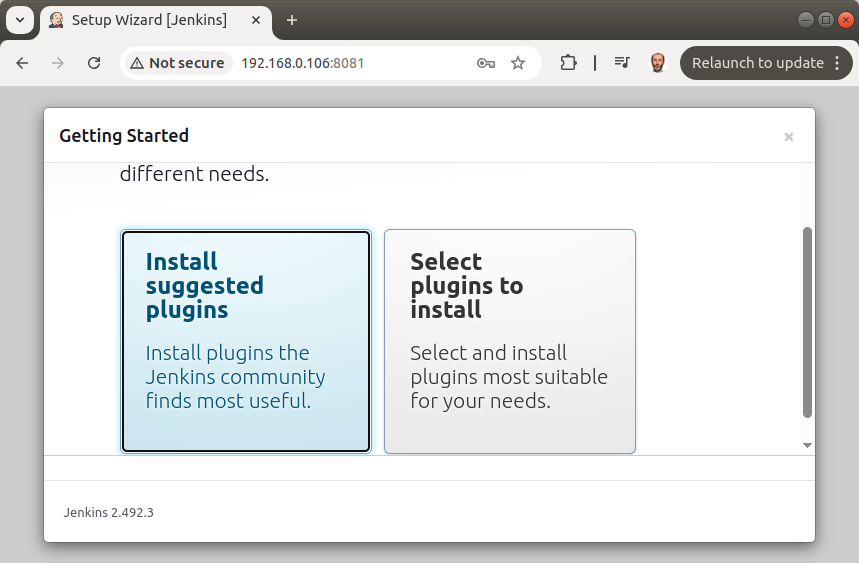 Setup Wizard [Jenkins]
Not secure
192.168.0.106:8081
Relaunch to update
Getting Started
different needs.
Install
suggested
plugins
Install plugins the
Jenkins community
finds most useful.
Select
plugins to
install
Select and install
plugins most suitable
for your needs.
Jenkins 2.492.3